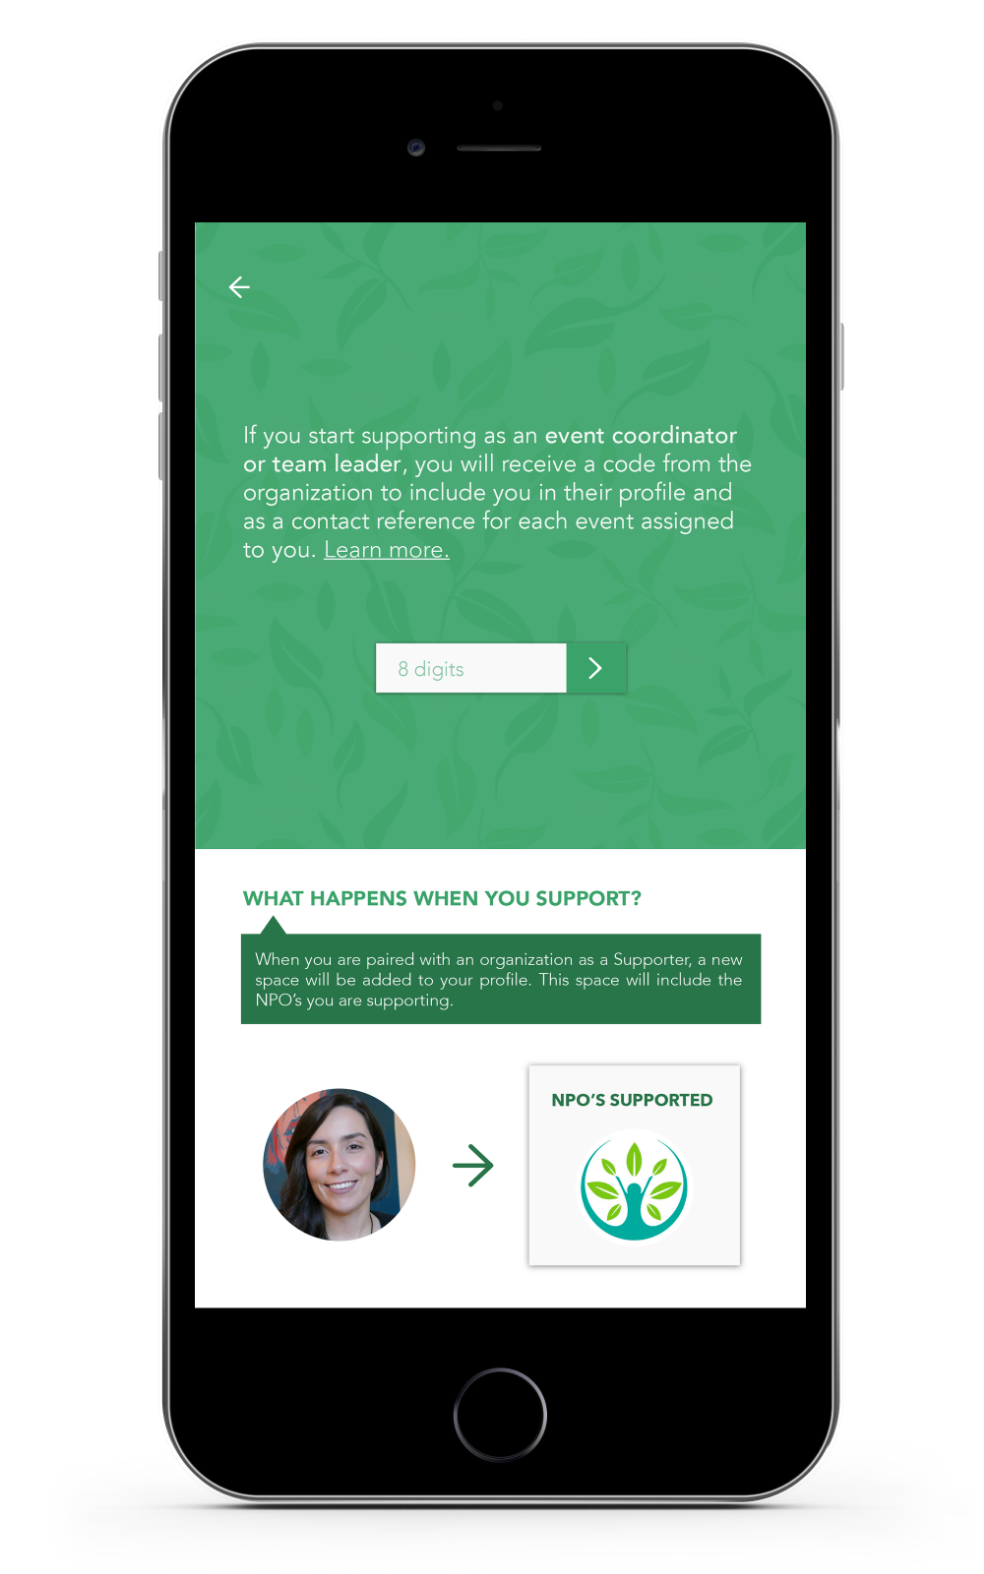 If you start supporting as an event coordinator
or team leader, you will receive a code from the
organization to include you in their profile and
as a contact reference for each event assigned
to you. Learn more.
8 digits
WHAT HAPPENS WHEN YOU SUPPORT?
When you are paired with an organization as a Supporter, a new
space will be added to your profile. This space will include the
NPO’s you are supporting.
NPO’S SUPPORTED